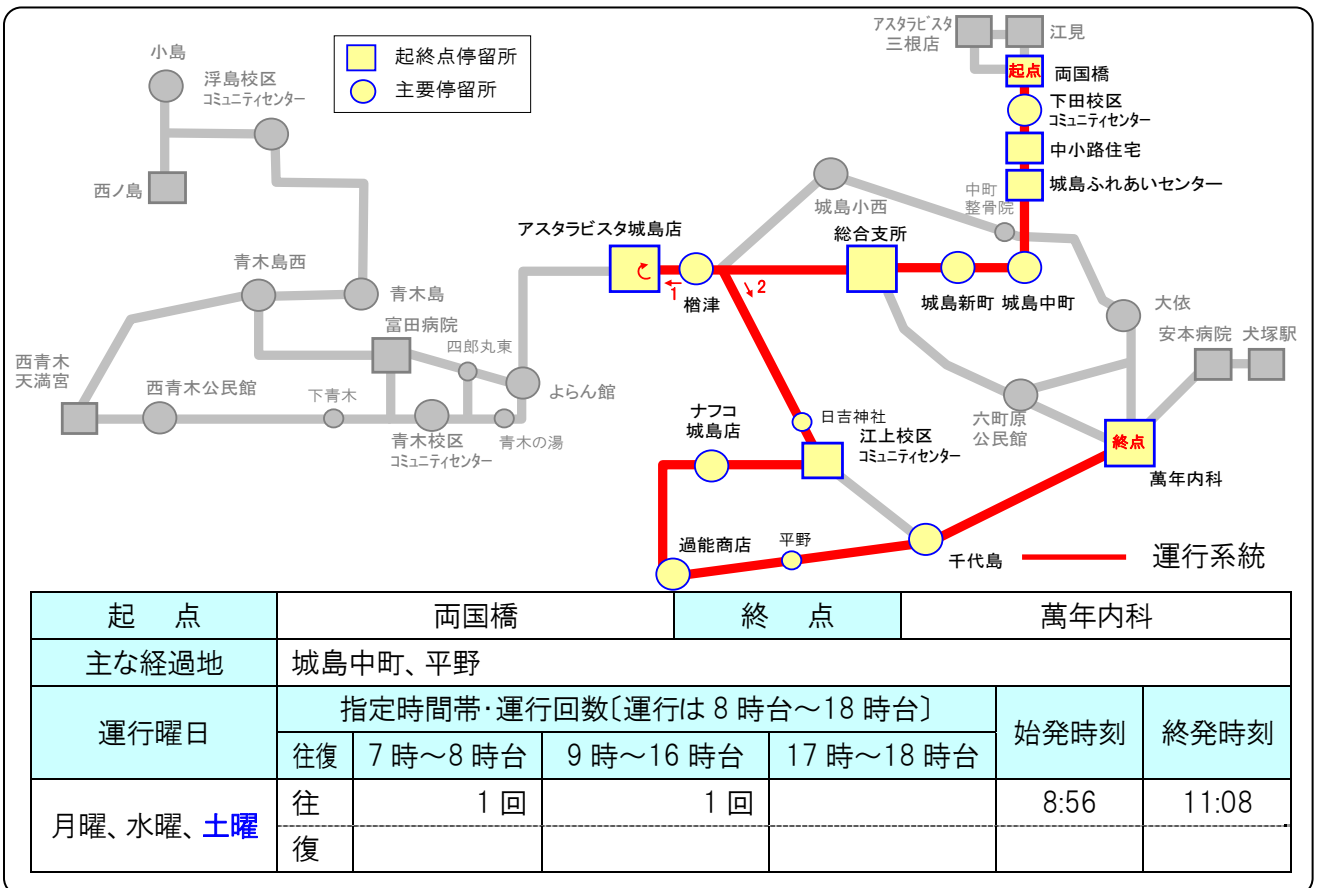 アスタラビスタ
三根店
江見
小島
浮島校区
コミュニティセンター
起終点停留所
主要停留所
起点
両国橋
下田校区
コミュニティセンター
中小路住宅
城島ふれあいセンター
西ノ島
中町
整骨院
城島小西
アスタラビスタ城島店
総合支所
青木島西
青木島
1
2
楢津
城島新町
城島中町
大依
富田病院
四郎丸東
安本病院
犬塚駅
西青木
天満宮
西青木公民館
下青木
よらん館
青木校区
コミュニティセンター
青木の湯
ナフコ
城島店
日吉神社
江上校区
コミュニティセンター
六町原
公民館
終点
萬年内科
過能商店
平野
千代島
運行系統
起 点
両国橋
終 点
萬年内科
主な経過地
城島中町、平野
運行曜日
指定時間帯・運行回数〔運行は8時台～18時台〕
始発時刻
終発時刻
往復
7時～8時台
9時～16時台
17時～18時台
月曜、水曜、土曜
往
1回
1回
8:56
11:08
復